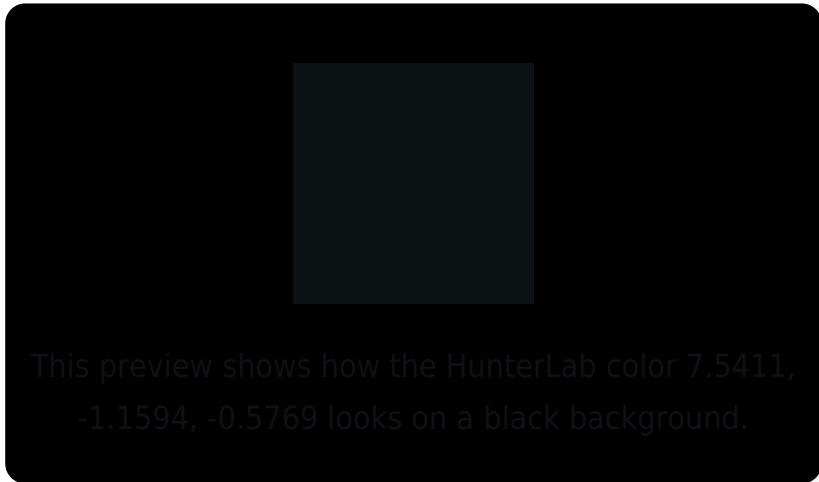 This preview shows how the HunterLab color 7.5411,
-1.1594, -0.5769 looks on a black background.